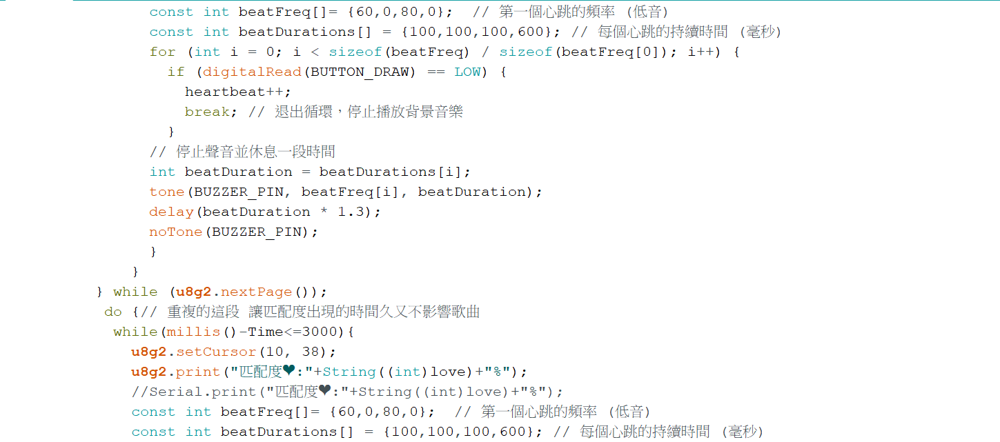 const int beatFreq[]= {60,0,80,0};  // 第一個心跳的頻率 (低音)
const int beatDurations[] = {100,100,100,600}; // 每個心跳的持續時間 (毫秒)
for (int i = 0; i < sizeof(beatFreq) / sizeof(beatFreq[0]); i++) {
if (digitalRead(BUTTON_DRAW) == LOW) {
heartbeat++;
break; // 退出循環，停止播放背景音樂
}
// 停止聲音並休息一段時間
int beatDuration = beatDurations[i];
tone(BUZZER_PIN, beatFreq[i], beatDuration);
delay(beatDuration * 1.3);
noTone(BUZZER_PIN);
}
}
} while (u8g2.nextPage());
do {// 重複的這段 讓匹配度出現的時間久又不影響歌曲
while(millis()-Time<=3000){
u8g2.setCursor(10, 38);
u8g2.print("匹配度❤:"+String((int)love)+"%");
//Serial.print("匹配度❤:"+String((int)love)+"%");
const int beatFreq[]= {60,0,80,0};  // 第一個心跳的頻率 (低音)
const int beatDurations[] = {100,100,100,600}; // 每個心跳的持續時間 (毫秒)